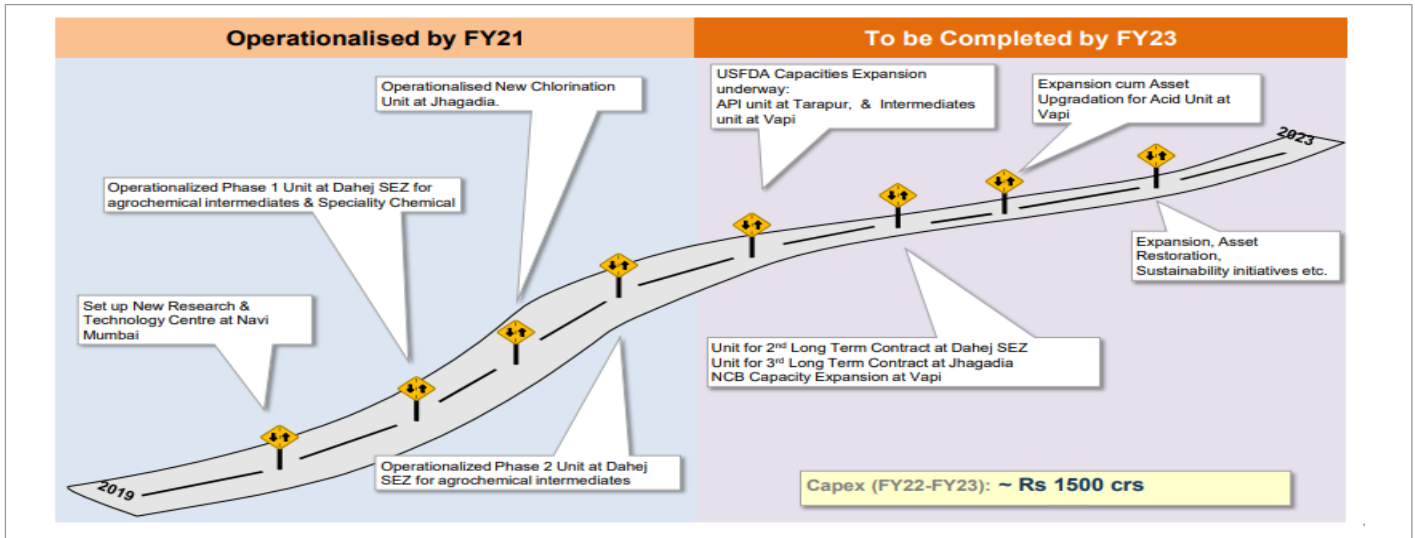 Operationalised by FY21
To be Completed by FY23
Operationalised New Chlorination
Unit at Jhagadia.
USFDA Capacities Expansion
underway:
API unit at Tarapur, & Intermediates
unit at Vapi
Expansion cum Asset
Upgradation for Acid Unit at
Vapi
2023
Operationalized Phase 1 Unit at Dahej SEZ for
agrochemical intermediates & Speciality Chemical
Expansion, Asset
Restoration,
Sustainability initiatives etc.
Set up New Research &
Technology Centre at Navi
Mumbai
Unit for 2nd Long Term Contract at Dahej SEZ
Unit for 3rd Long Term Contract at Jhagadia
NCB Capacity Expansion at Vapi
Operationalized Phase 2 Unit at Dahej
SEZ for agrochemical intermediates
2019
Capex (FY22-FY23): ~ Rs 1500 crs